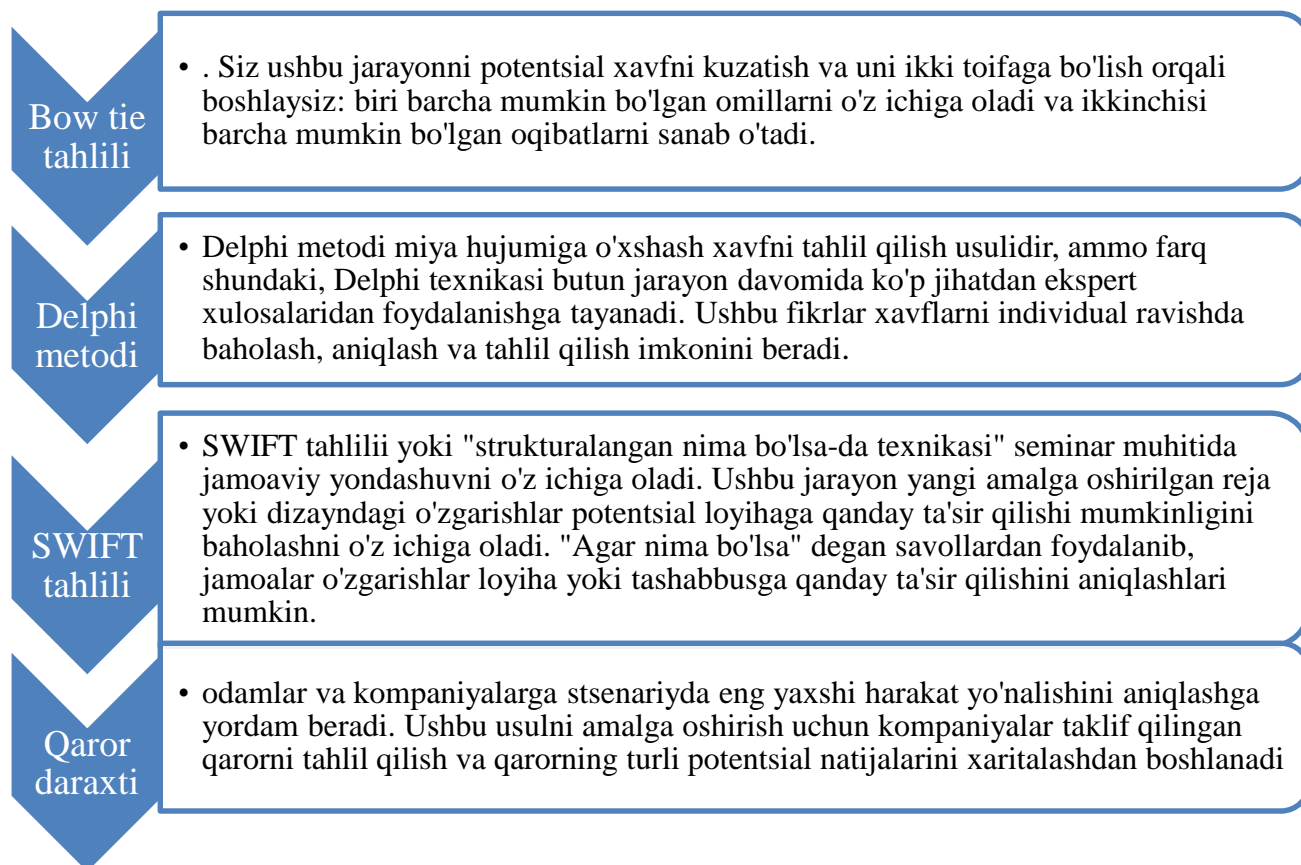 Bow tie
tahlili
• . Siz ushbu jarayonni potentsial xavfni kuzatish va uni ikki toifaga bo'lish orqali
boshlaysiz: biri barcha mumkin bo'lgan omillarni o'z ichiga oladi va ikkinchisi
barcha mumkin bo'lgan oqibatlarni sanab o'tadi.
Delphi
metodi
• Delphi metodi miya hujumiga o'xshash xavfni tahlil qilish usulidir, ammo farq
shundaki, Delphi texnikasi butun jarayon davomida ko'p jihatdan ekspert
xulosalaridan foydalanishga tayanadi. Ushbu fikrlar xavflarni individual ravishda
baholash, aniqlash va tahlil qilish imkonini beradi.
SWIFT
tahlili
• SWIFT tahlilii yoki "strukturalangan nima bo'lsa-da texnikasi" seminar muhitida
jamoaviy yondashuvni o'z ichiga oladi. Ushbu jarayon yangi amalga oshirilgan reja
yoki dizayndagi o'zgarishlar potentsial loyihaga qanday ta'sir qilishi mumkinligini
baholashni o'z ichiga oladi. "Agar nima bo'lsa" degan savollardan foydalanib,
jamoalar o'zgarishlar loyiha yoki tashabbusga qanday ta'sir qilishini aniqlashlari
mumkin.
Qaror
daraxti
• odamlar va kompaniyalarga stsenariyda eng yaxshi harakat yo'nalishini aniqlashga
yordam beradi. Ushbu usulni amalga oshirish uchun kompaniyalar taklif qilingan
qarorni tahlil qilish va qarorning turli potentsial natijalarini xaritalashdan boshlanadi